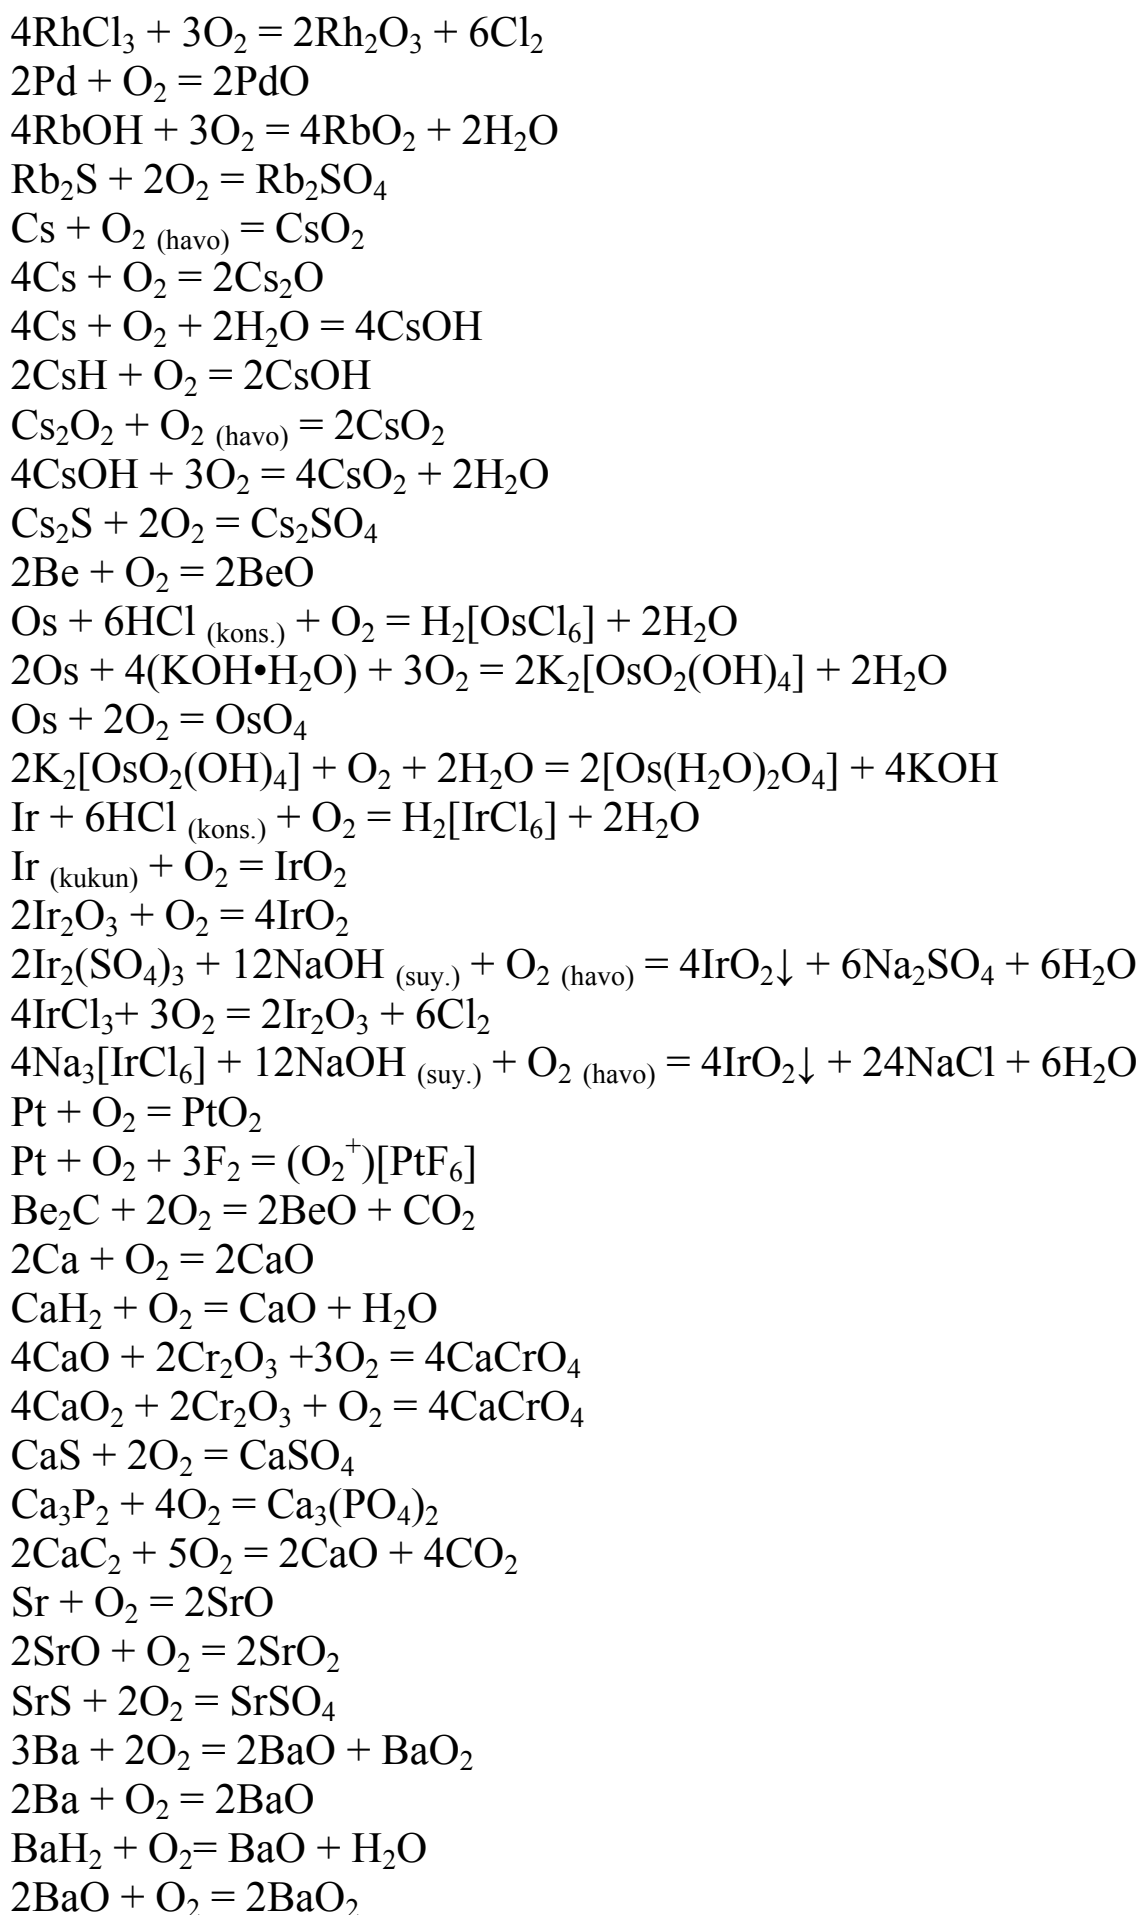 4RhCl₃ + 3O₂ = 2Rh₂O₃ + 6Cl₂
2Pd + O₂ = 2PdO
4RbOH + 3O₂ = 4RbO₂ + 2H₂O
Rb₂S + 2O₂ = Rb₂SO₄
Cs + O₂ (havo) = CsO₂
4Cs + O₂ = 2Cs₂O
4Cs + O₂ + 2H₂O = 4CsOH
2CsH + O₂ = 2CsOH
Cs₂O₂ + O₂ (havo) = 2CsO₂
4CsOH + 3O₂ = 4CsO₂ + 2H₂O
Cs₂S + 2O₂ = Cs₂SO₄
2Be + O₂ = 2BeO
Os + 6HCl (kons.) + O₂ = H₂[OsCl₆] + 2H₂O
2Os + 4(KOH•H₂O) + 3O₂ = 2K₂[OsO₂(OH)₄] + 2H₂O
Os + 2O₂ = OsO₄
2K₂[OsO₂(OH)₄] + O₂ + 2H₂O = 2[Os(H₂O)₂O₄] + 4KOH
Ir + 6HCl (kons.) + O₂ = H₂[IrCl₆] + 2H₂O
Ir (kukun) + O₂ = IrO₂
2Ir₂O₃ + O₂ = 4IrO₂
2Ir₂(SO₄)₃ + 12NaOH (suy.) + O₂ (havo) = 4IrO₂↓ + 6Na₂SO₄ + 6H₂O
4IrCl₃+ 3O₂ = 2Ir₂O₃ + 6Cl₂
4Na₃[IrCl₆] + 12NaOH (suy.) + O₂ (havo) = 4IrO₂↓ + 24NaCl + 6H₂O
Pt + O₂ = PtO₂
Pt + O₂ + 3F₂ = (O₂⁺)[PtF₆]
Be₂C + 2O₂ = 2BeO + CO₂
2Ca + O₂ = 2CaO
CaH₂ + O₂ = CaO + H₂O
4CaO + 2Cr₂O₃ +3O₂ = 4CaCrO₄
4CaO₂ + 2Cr₂O₃ + O₂ = 4CaCrO₄
CaS + 2O₂ = CaSO₄
Ca₃P₂ + 4O₂ = Ca₃(PO₄)₂
2CaC₂ + 5O₂ = 2CaO + 4CO₂
Sr + O₂ = 2SrO
2SrO + O₂ = 2SrO₂
SrS + 2O₂ = SrSO₄
3Ba + 2O₂ = 2BaO + BaO₂
2Ba + O₂ = 2BaO
BaH₂ + O₂= BaO + H₂O
2BaO + O₂ = 2BaO₂